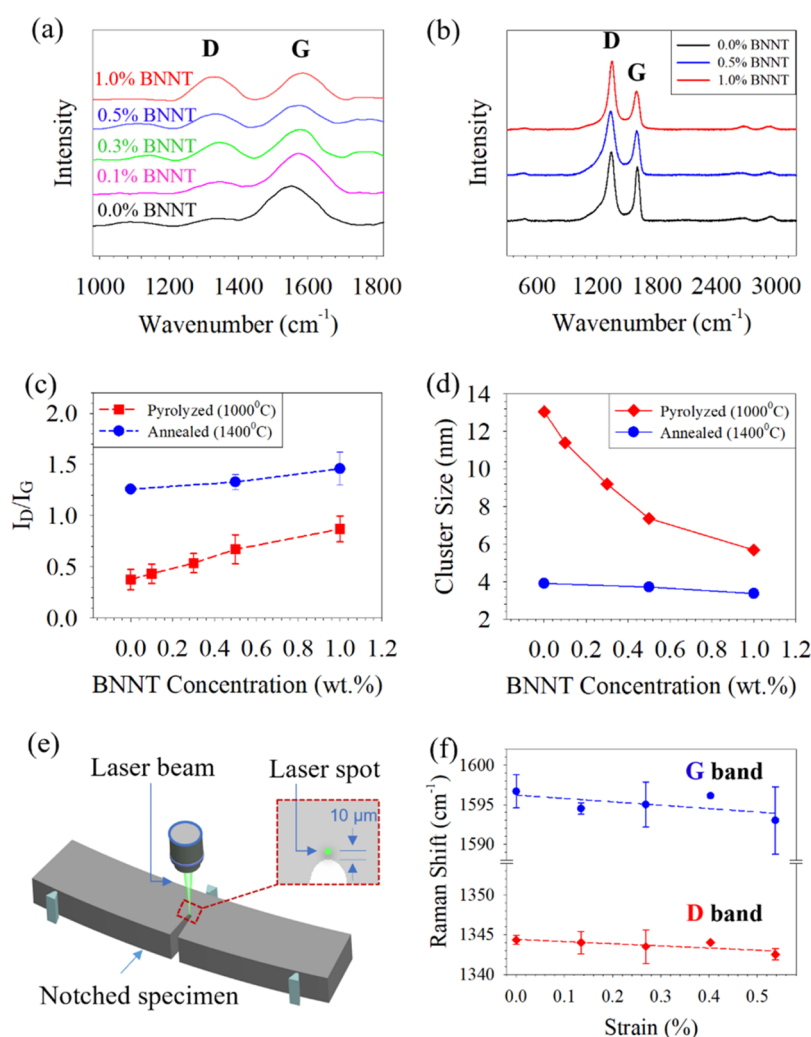 (a)
D G
1.0% BNNT
0.5% BNNT
0.3% BNNT
0.1% BNNT
0.0% BNNT
Intensity
1000 1200 1400 1600 1800
Wavenumber (cm⁻¹)
(b)
D
G
0.0% BNNT
0.5% BNNT
1.0% BNNT
Intensity
600 1200 1800 2400 3000
Wavenumber (cm⁻¹)
(c)
2.0
1.5
1.0
0.5
0.0
I_D/I_G
Pyrolyzed (1000⁰C)
Annealed (1400⁰C)
0.0 0.2 0.4 0.6 0.8 1.0 1.2
BNNT Concentration (wt.%)
(d)
14
12
10
8
6
4
2
Cluster Size (nm)
Pyrolyzed (1000⁰C)
Annealed (1400⁰C)
0.0 0.2 0.4 0.6 0.8 1.0 1.2
BNNT Concentration (wt.%)
(e)
Laser beam
Laser spot
10 µm
Notched specimen
(f)
1600
1595
1590
1350
1345
1340
Raman Shift (cm⁻¹)
G band
D band
0.0 0.1 0.2 0.3 0.4 0.5
Strain (%)